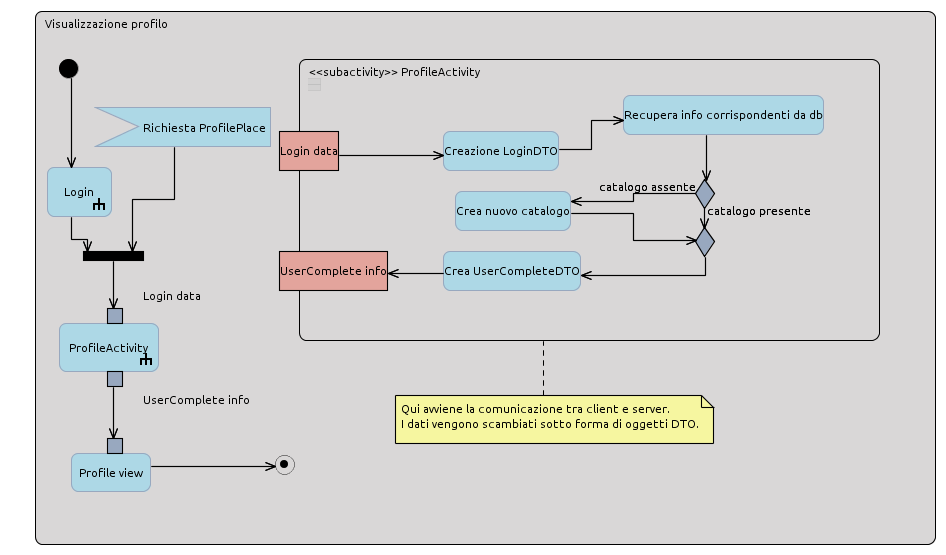 Visualizzazione profilo
<<subactivity>> ProfileActivity
Richiesta ProfilePlace
Recupera info corrispondenti da db
Login data
Creazione LoginDTO
Login
catalogo assente
Crea nuovo catalogo
catalogo presente
UserComplete info
Crea UserCompleteDTO
Login data
ProfileActivity
UserComplete info
Qui avviene la comunicazione tra client e server.
I dati vengono scambiati sotto forma di oggetti DTO.
Profile view